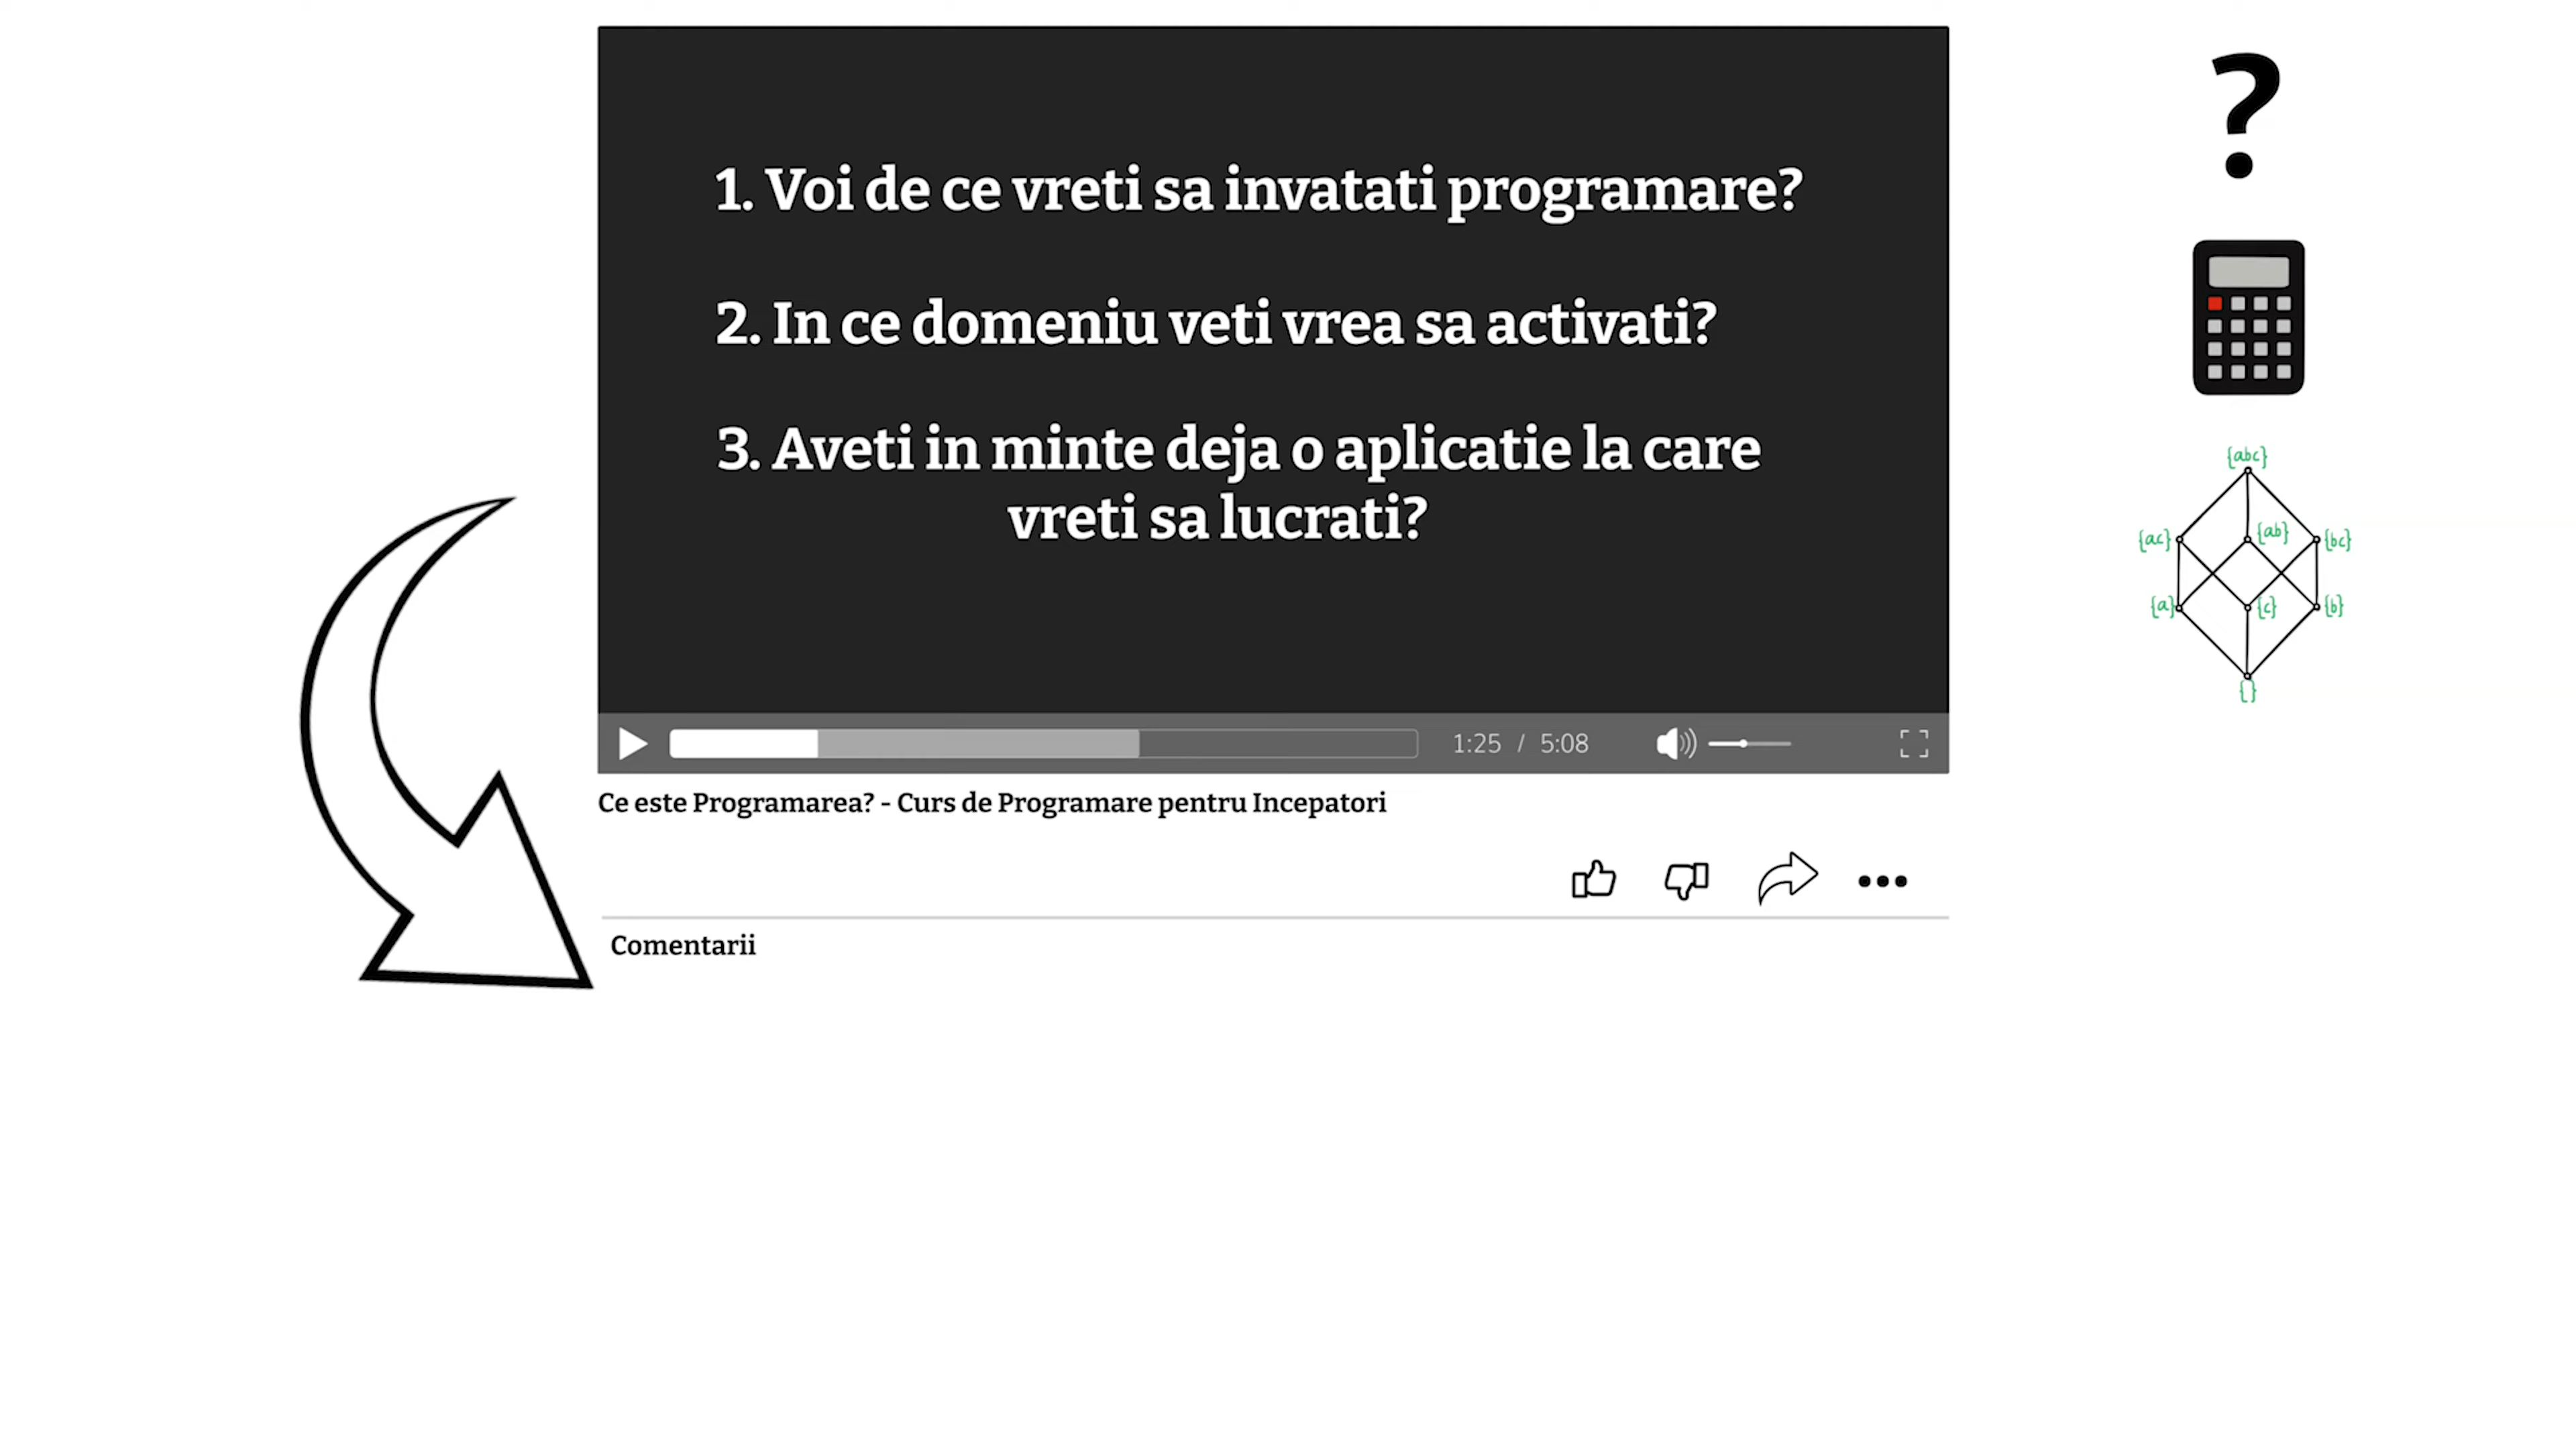 1. Voi de ce vreti sa invatati programare?
2. In ce domeniu veti vrea sa activati?
3. Aveti in minte deja o aplicatie la care
vreti sa lucrati?
1:25 / 5:08
Ce este Programarea? - Curs de Programare pentru Incepatori
Comentarii
?
{abc}
{ac} {ab} {bc}
{a} {c} {b}
{}